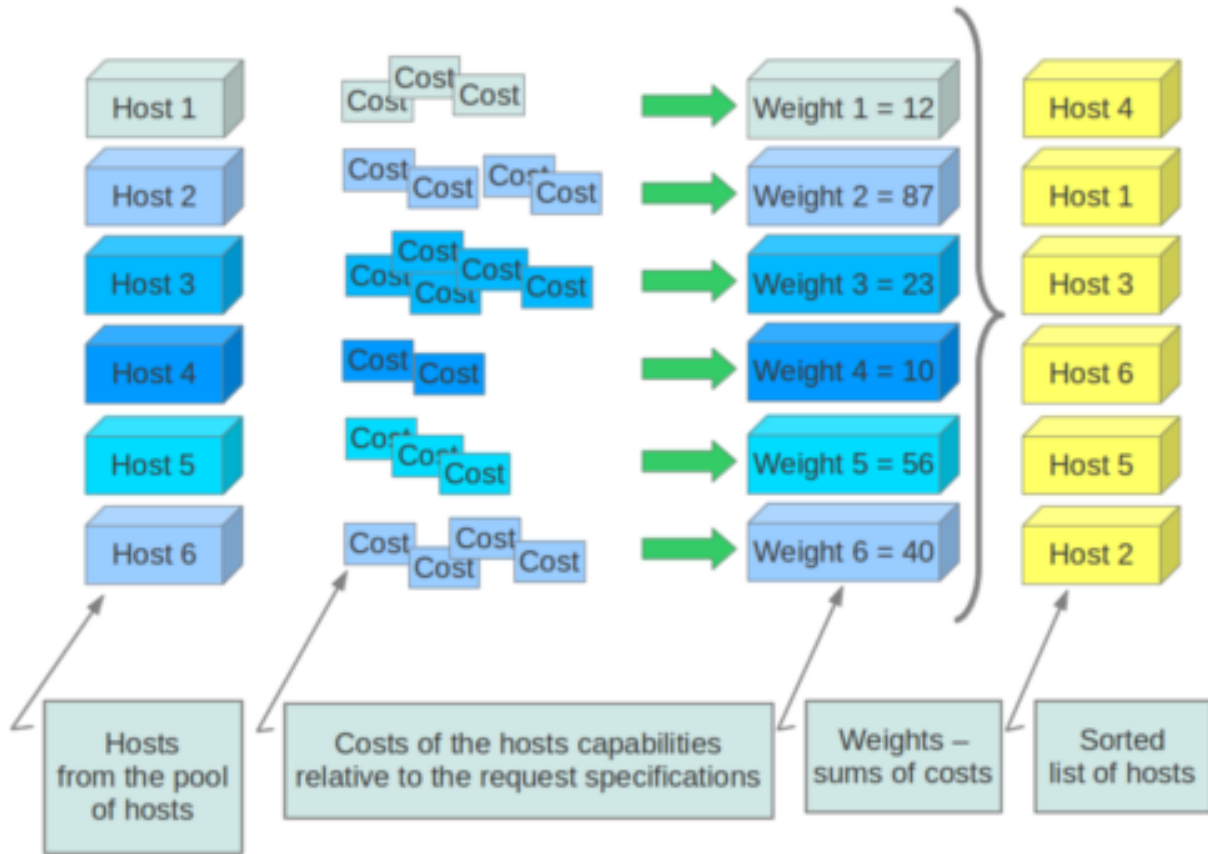 Host 1
Cost
Cost
Cost
Weight 1 = 12
Host 4
Host 2
Cost
Cost
Cost
Cost
Weight 2 = 87
Host 1
Host 3
Cost
Cost
Cost
Cost
Cost
Weight 3 = 23
Host 3
Host 4
Cost
Cost
Weight 4 = 10
Host 6
Host 5
Cost
Cost
Cost
Weight 5 = 56
Host 5
Host 6
Cost
Cost
Cost
Cost
Weight 6 = 40
Host 2
Hosts
from the pool
of hosts
Costs of the hosts capabilities
relative to the request specifications
Weights –
sums of costs
Sorted
list of hosts